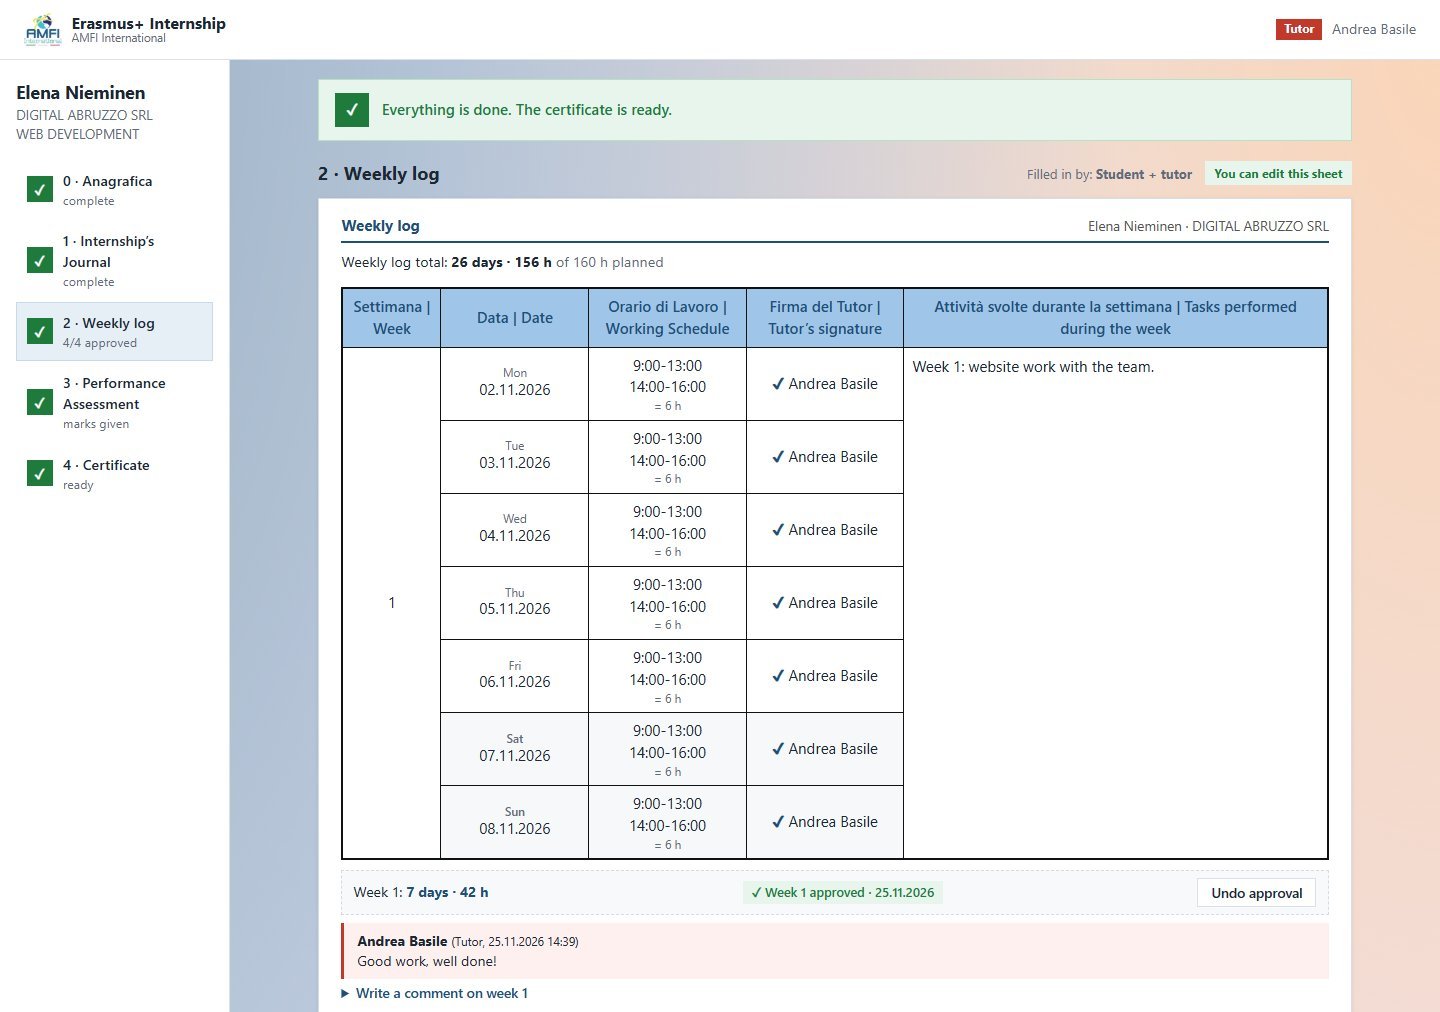 AMFI
Erasmus+ Internship
AMFI International
Tutor
Andrea Basile
Elena Nieminen
DIGITAL ABRUZZO SRL
WEB DEVELOPMENT
0 · Anagrafica
complete
1 · Internship's
Journal
complete
2 · Weekly log
4/4 approved
3 · Performance
Assessment
marks given
4 · Certificate
ready
Everything is done. The certificate is ready.
2 · Weekly log
Filled in by: Student + tutor
You can edit this sheet
Weekly log
Elena Nieminen · DIGITAL ABRUZZO SRL
Weekly log total: 26 days · 156 h of 160 h planned
Settimana |
Week
Data | Date
Orario di Lavoro |
Working Schedule
Firma del Tutor |
Tutor's signature
Attività svolte durante la settimana | Tasks performed
during the week
1
Mon
02.11.2026
9:00-13:00
14:00-16:00
= 6 h
✓ Andrea Basile
Week 1: website work with the team.
Tue
03.11.2026
9:00-13:00
14:00-16:00
= 6 h
✓ Andrea Basile
Wed
04.11.2026
9:00-13:00
14:00-16:00
= 6 h
✓ Andrea Basile
Thu
05.11.2026
9:00-13:00
14:00-16:00
= 6 h
✓ Andrea Basile
Fri
06.11.2026
9:00-13:00
14:00-16:00
= 6 h
✓ Andrea Basile
Sat
07.11.2026
9:00-13:00
14:00-16:00
= 6 h
✓ Andrea Basile
Sun
08.11.2026
9:00-13:00
14:00-16:00
= 6 h
✓ Andrea Basile
Week 1: 7 days · 42 h
✓ Week 1 approved · 25.11.2026
Undo approval
Andrea Basile (Tutor, 25.11.2026 14:39)
Good work, well done!
▶ Write a comment on week 1